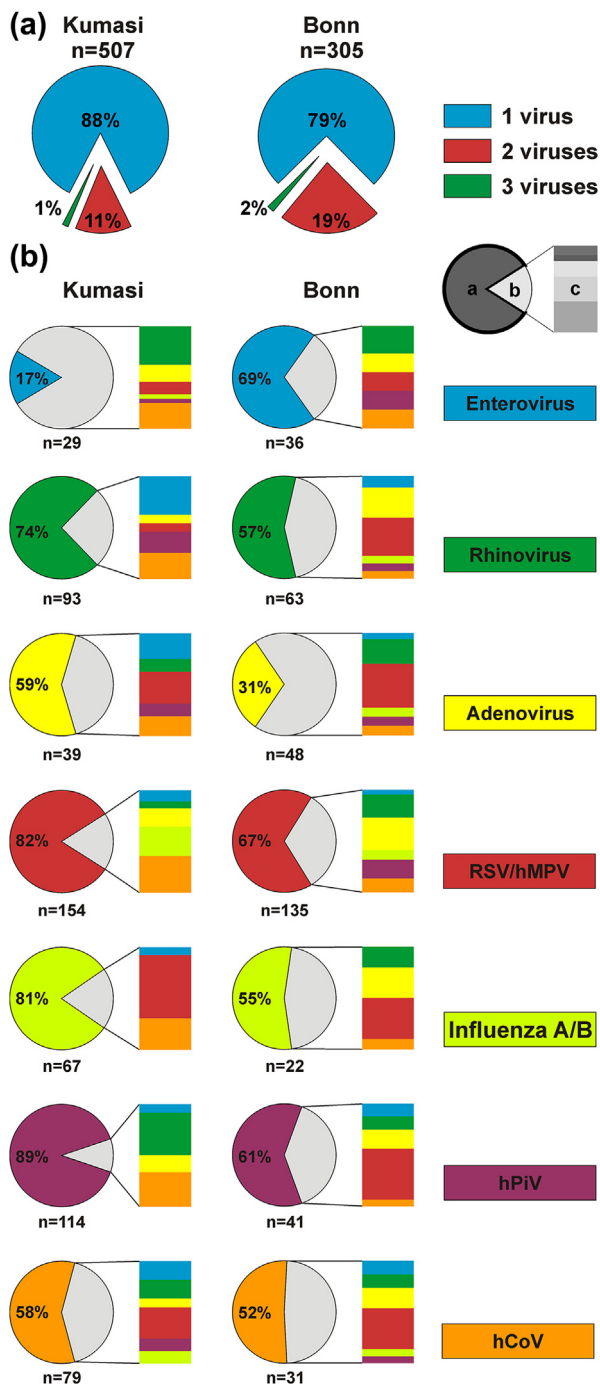 (a)
Kumasi
n=507
Bonn
n=305
88%
1%
11%
79%
2%
19%
1 virus
2 viruses
3 viruses
(b)
Kumasi
Bonn
a
b
c
17%
n=29
69%
n=36
Enterovirus
74%
n=93
57%
n=63
Rhinovirus
59%
n=39
31%
n=48
Adenovirus
82%
n=154
67%
n=135
RSV/hMPV
81%
n=67
55%
n=22
Influenza A/B
89%
n=114
61%
n=41
hPiV
58%
n=79
52%
n=31
hCoV